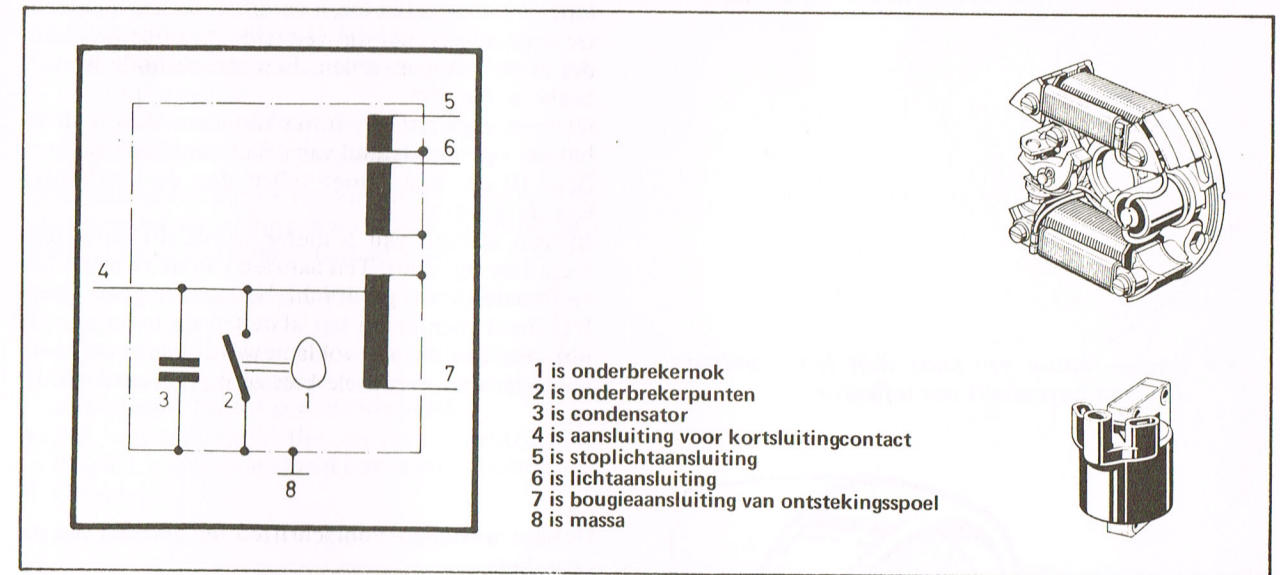 5
6
4
3
2
1
7
8
1 is onderbrekernok
2 is onderbrekerpunten
3 is condensator
4 is aansluiting voor kortsluitingcontact
5 is stoplichtaansluiting
6 is lichtaansluiting
7 is bougieaansluiting van ontstekingsspoel
8 is massa